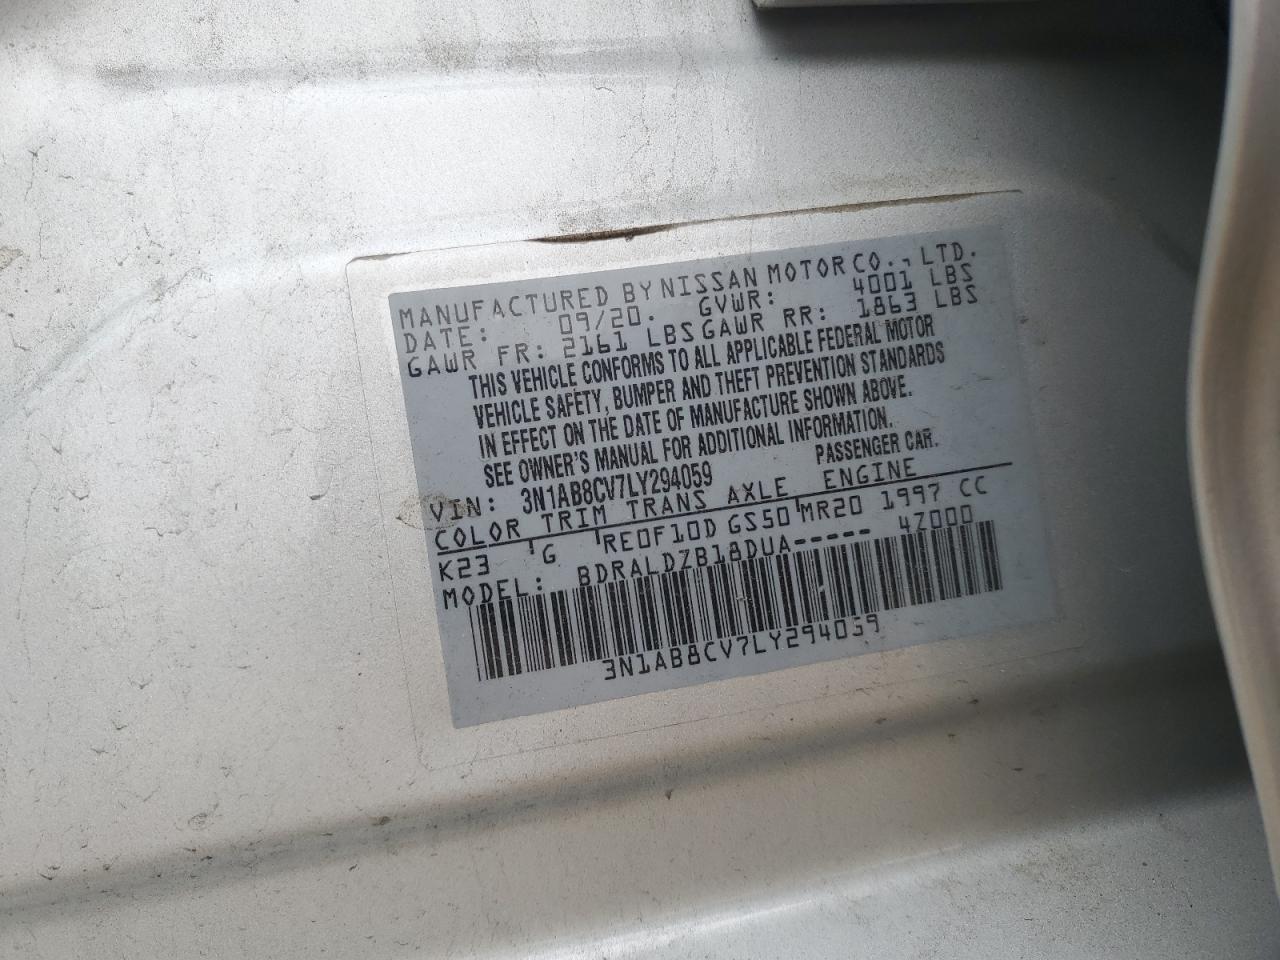 MANUFACTURED BY NISSAN MOTOR CO., LTD.
DATE: 09/20. GVWR: 4001 LBS
GAWR FR: 2161 LBS GAWR RR: 1863 LBS
THIS VEHICLE CONFORMS TO ALL APPLICABLE FEDERAL MOTOR
VEHICLE SAFETY, BUMPER AND THEFT PREVENTION STANDARDS
IN EFFECT ON THE DATE OF MANUFACTURE SHOWN ABOVE.
SEE OWNER'S MANUAL FOR ADDITIONAL INFORMATION.
VIN: 3N1AB8CV7LY294059 PASSENGER CAR.
COLOR TRIM TRANS AXLE ENGINE
K23 G RE0F10D GS50 MR20 1997 CC
MODEL: BDRALDZB18DUA----- 4Z000
3N1AB8CV7LY294059